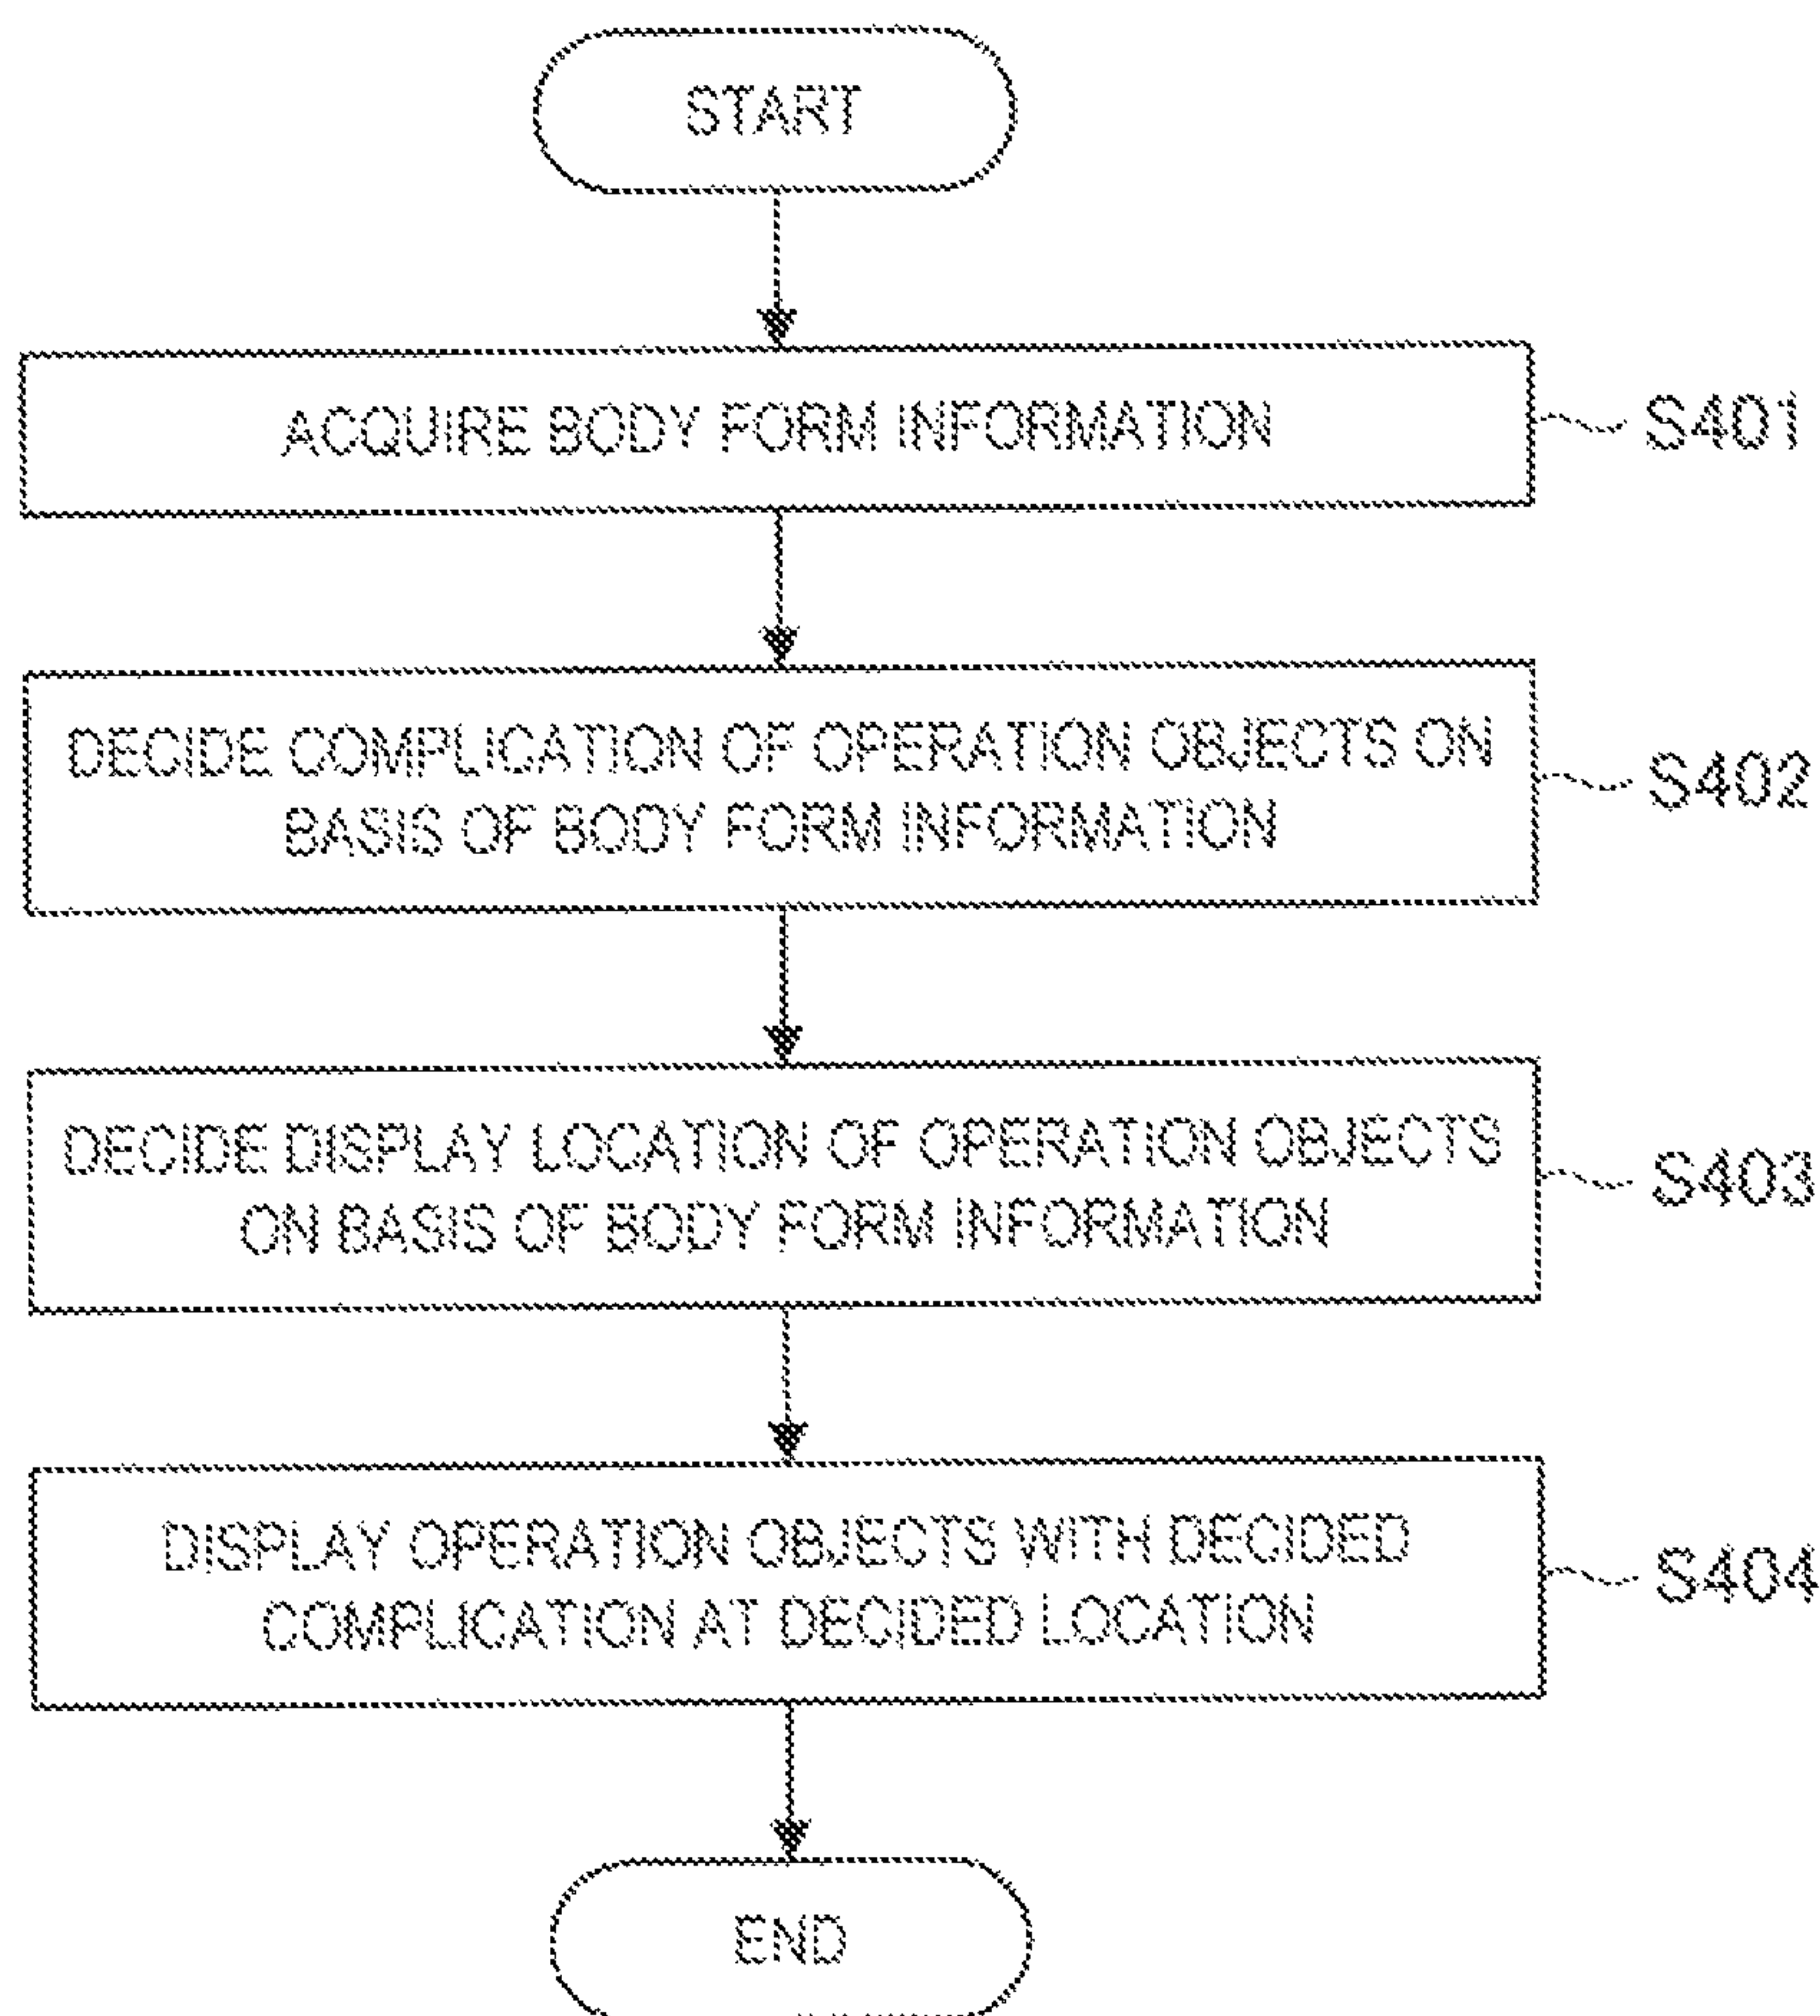 START
ACQUIRE BODY FORM INFORMATION
S401
DECIDE COMPLICATION OF OPERATION OBJECTS ON
BASIS OF BODY FORM INFORMATION
S402
DECIDE DISPLAY LOCATION OF OPERATION OBJECTS
ON BASIS OF BODY FORM INFORMATION
S403
DISPLAY OPERATION OBJECTS WITH DECIDED
COMPLICATION AT DECIDED LOCATION
S404
END